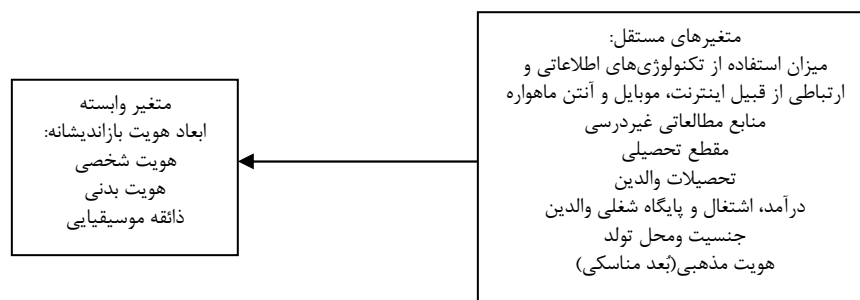 متغیرهای مستقل:
میزان استفاده از تکنولوژی‌های اطلاعاتی و
ارتباطی از قبیل اینترنت، موبایل و آنتن ماهواره
منابع مطالعاتی غیردرسی
مقطع تحصیلی
تحصیلات والدین
درآمد، اشتغال و پایگاه شغلی والدین
جنسیت ومحل تولد
هویت مذهبی(بُعد مناسکی)
متغیر وابسته
ابعاد هویت بازاندیشانه:
هویت شخصی
هویت بدنی
ذائقه موسیقیایی